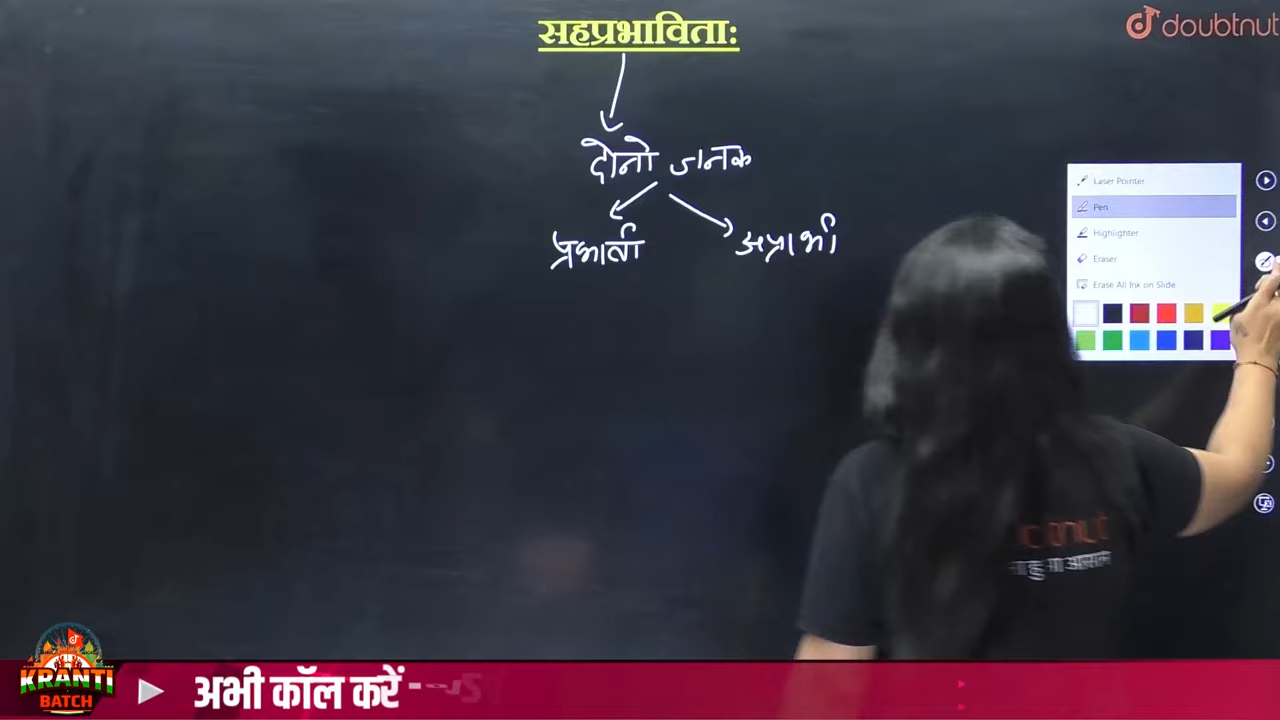 सहप्रभाविताः
doubtnut
दोनो जनक
प्रभावी
अप्रभावी
Laser Pointer
Pen
Highlighter
Eraser
Erase All Ink on Slide
KRANTI
BATCH
अभी कॉल करें